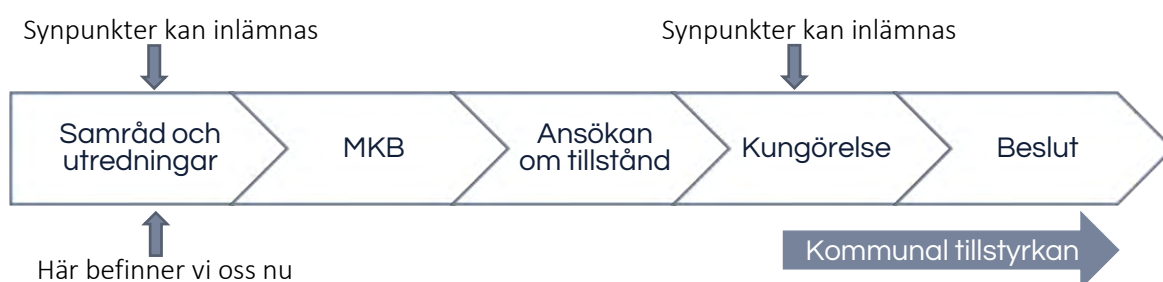 Synpunkter kan inlämnas
Synpunkter kan inlämnas
Samråd och
utredningar
MKB
Ansökan
om tillstånd
Kungörelse
Beslut
Här befinner vi oss nu
Kommunal tillstyrkan